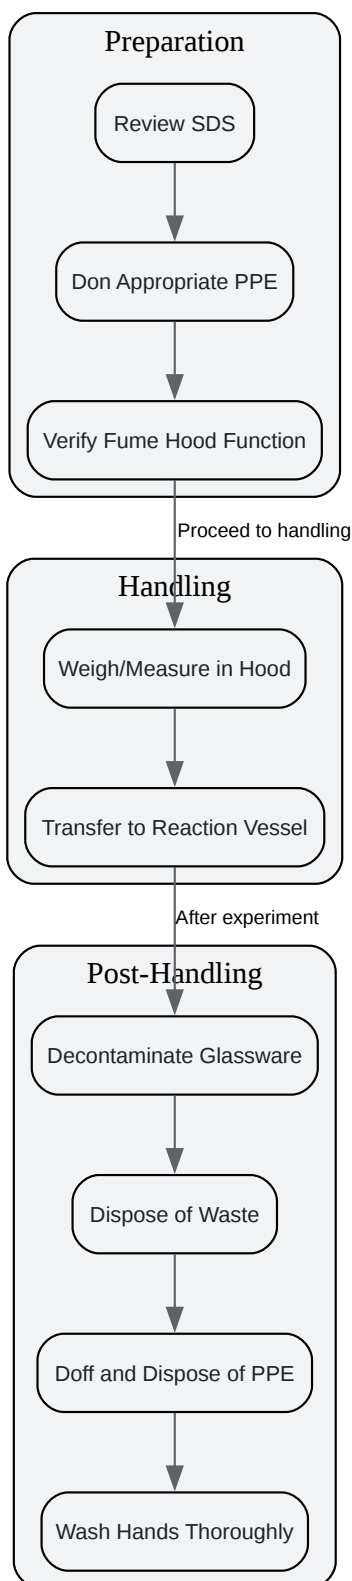 Preparation
Review SDS
Don Appropriate PPE
Verify Fume Hood Function
Proceed to handling
Handling
Weigh/Measure in Hood
Transfer to Reaction Vessel
After experiment
Post-Handling
Decontaminate Glassware
Dispose of Waste
Doff and Dispose of PPE
Wash Hands Thoroughly